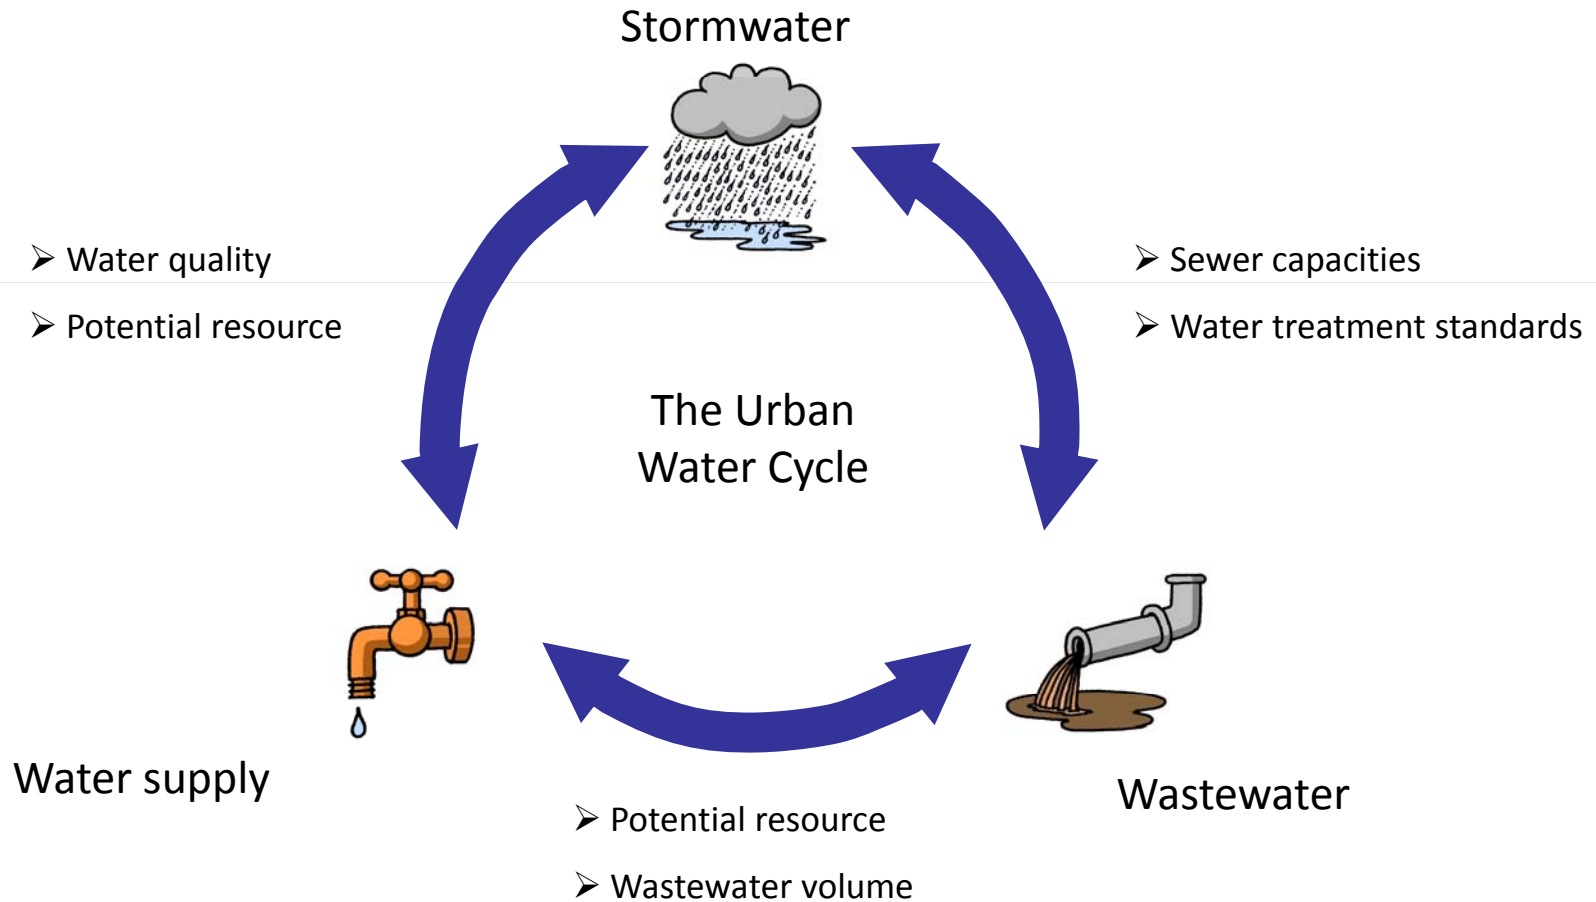 Stormwater
➢ Water quality
➢ Potential resource
➢ Sewer capacities
➢ Water treatment standards
The Urban
Water Cycle
Water supply
Wastewater
➢ Potential resource
➢ Wastewater volume